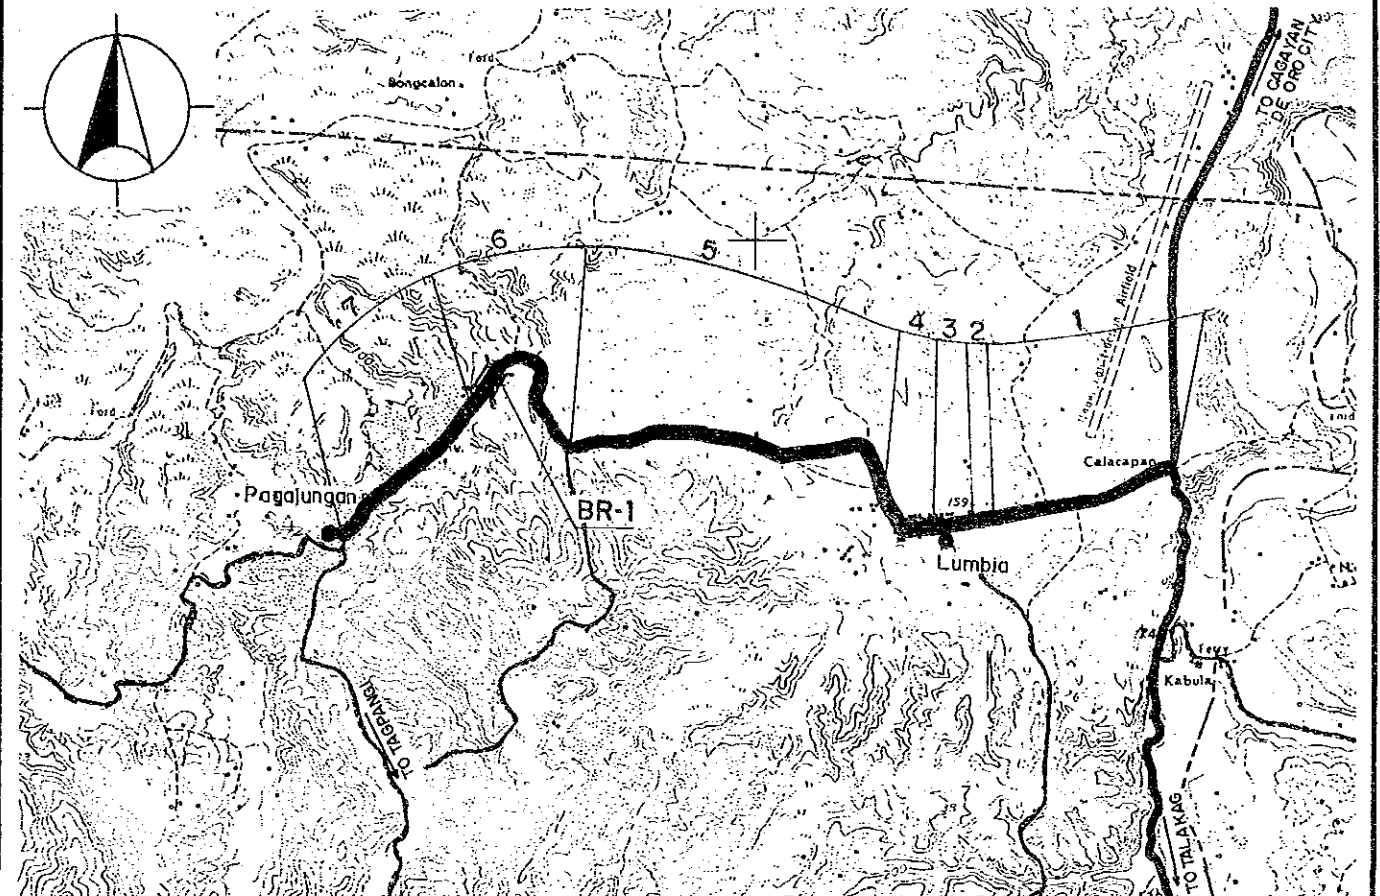 Ford
Bongcalon
TO CAGAYAN
DE ORO CITY
6
5
7
4
3
2
1
Airfield
Ford
Calacapan
Pagalungan
BR-1
159
Lumbia
TO TAGPANGI
Kabula
TO TALAKAG